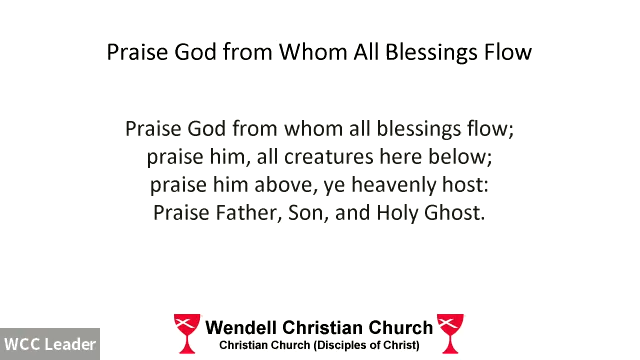 Praise God from Whom All Blessings Flow
Praise God from whom all blessings flow;
praise him, all creatures here below;
praise him above, ye heavenly host:
Praise Father, Son, and Holy Ghost.
Wendell Christian Church
Christian Church (Disciples of Christ)
WCC Leader